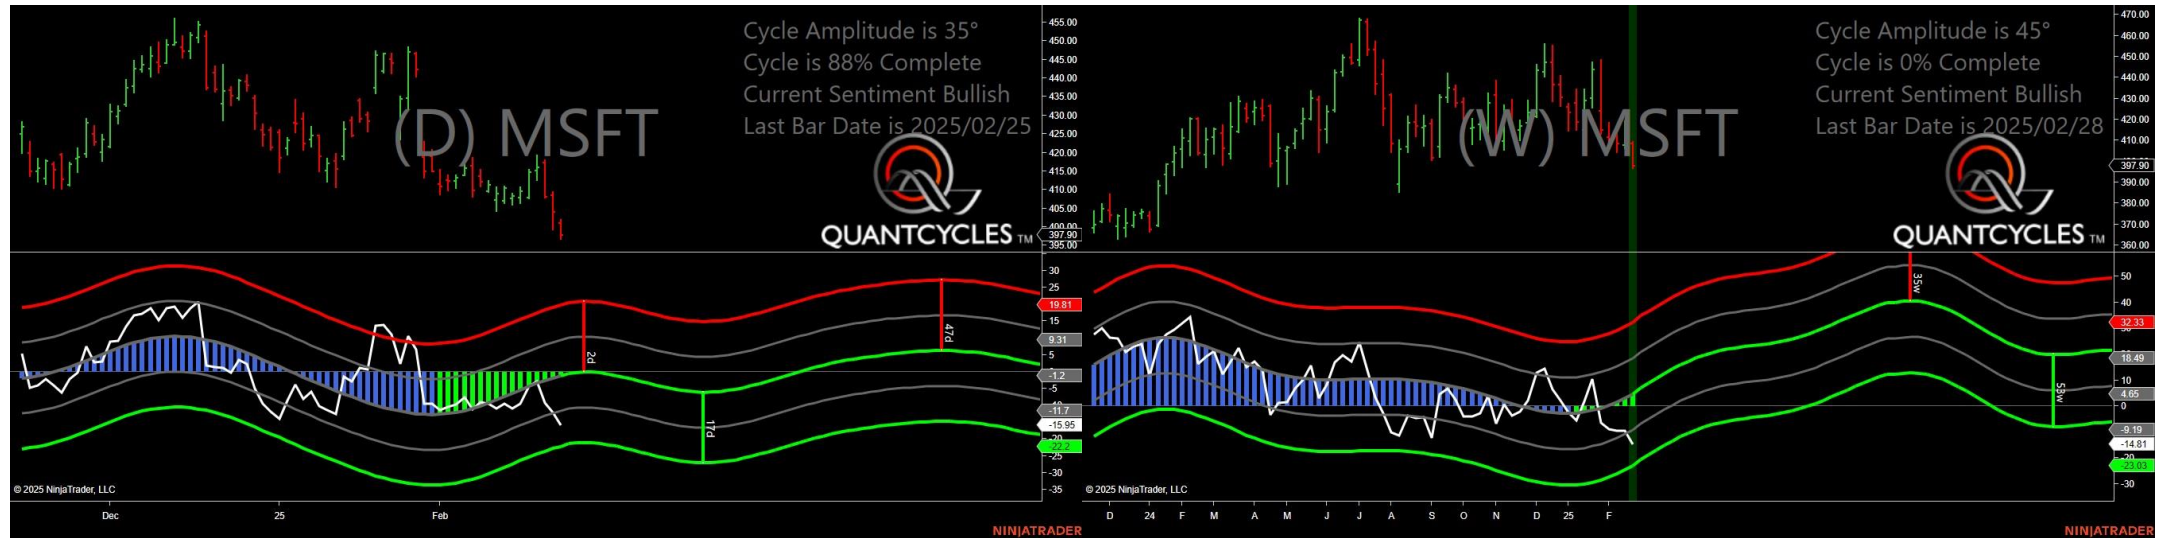 Cycle Amplitude is 35°
Cycle is 88% Complete
Current Sentiment Bullish
Last Bar Date is 2025/02/25
(D) MSFT
QUANTCYCLES TM
455.00
450.00
445.00
440.00
435.00
430.00
425.00
420.00
415.00
410.00
405.00
400.00
397.90
395.00
30
25
19.81
15
9.31
5
-1.2
-5
-11.7
-15.95
-20
-22.2
-25
-30
-35
2d
17d
47d
© 2025 NinjaTrader, LLC
Dec 25 Feb
NINJATRADER
Cycle Amplitude is 45°
Cycle is 0% Complete
Current Sentiment Bullish
Last Bar Date is 2025/02/28
(W) MSFT
QUANTCYCLES TM
470.00
460.00
450.00
440.00
430.00
420.00
410.00
397.90
390.00
380.00
370.00
360.00
50
40
32.33
18.49
10
4.65
0
-9.19
-14.81
-20
-23.03
-30
35w
© 2025 NinjaTrader, LLC
D 24 F M A M J J A S O N D 25 F
NINJATRADER